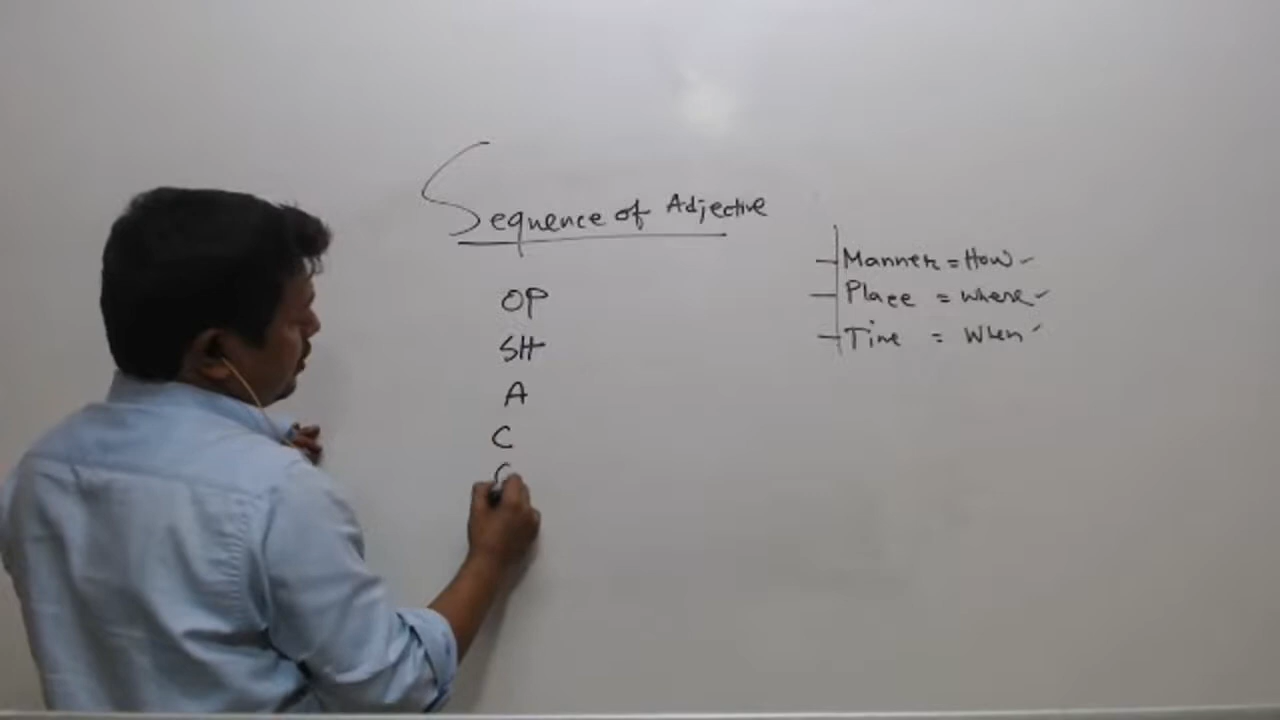 Sequence of Adjective
OP
SH
A
C
Manner = How
Place = where
Time = When